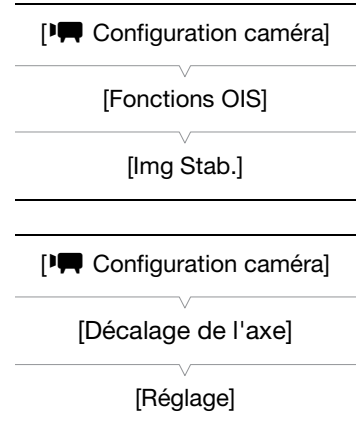 [ Configuration caméra]
[Fonctions OIS]
[Img Stab.]
[ Configuration caméra]
[Décalage de l'axe]
[Réglage]